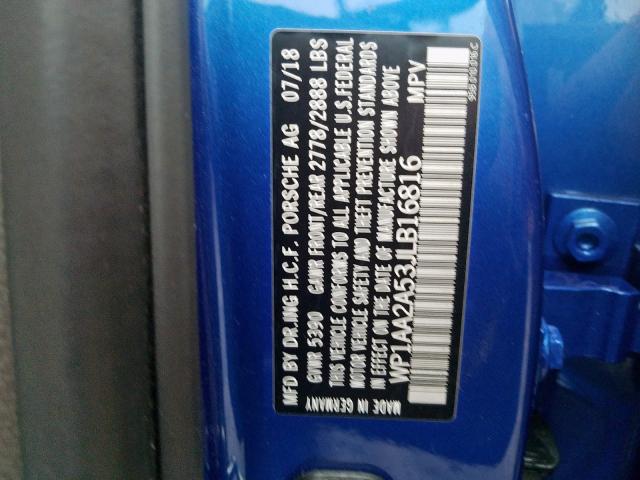 MFD BY DR.ING H.C.F. PORSCHE AG 07/18
GVWR 5390 GAWR FRONT/REAR 2778/2888 LBS
THIS VEHICLE CONFORMS TO ALL APPLICABLE U.S.FEDERAL
MOTOR VEHICLE SAFETY AND THEFT PREVENTION STANDARDS
IN EFFECT ON THE DATE OF MANUFACTURE SHOWN ABOVE
WP1AA2A53JLB16816 MPV
MADE IN GERMANY